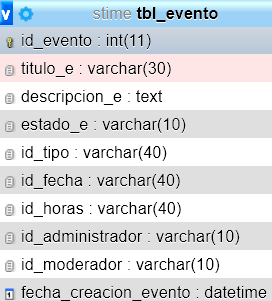 v stime tbl_evento
id_evento : int(11)
titulo_e : varchar(30)
descripcion_e : text
estado_e : varchar(10)
id_tipo : varchar(40)
id_fecha : varchar(40)
id_horas : varchar(40)
id_administrador : varchar(10)
id_moderador : varchar(10)
fecha_creacion_evento : datetime